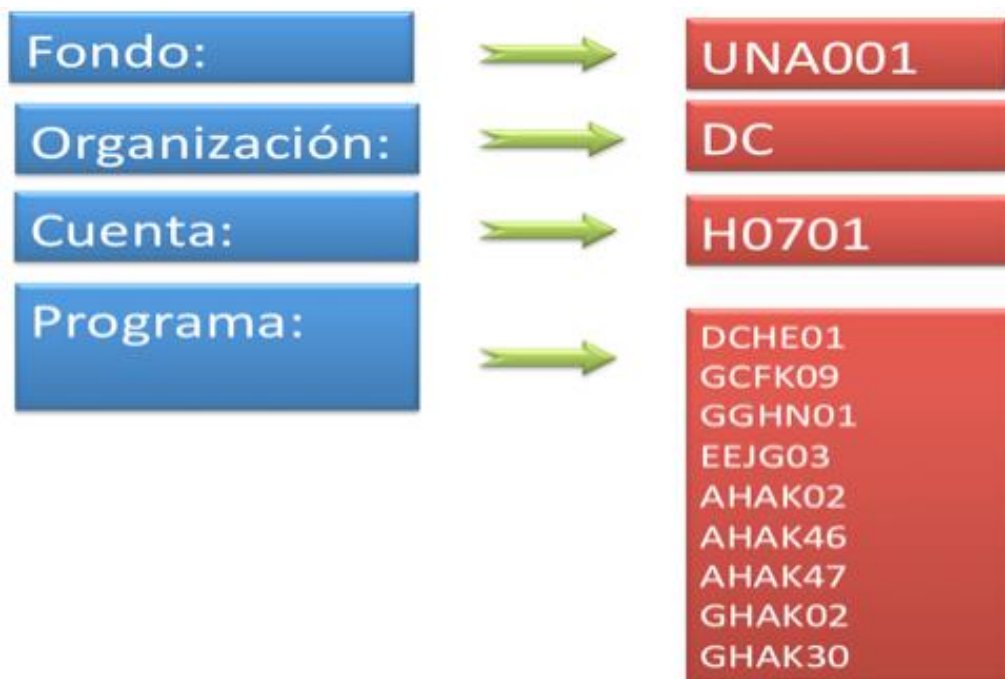 Fondo:
UNA001
Organización:
DC
Cuenta:
H0701
Programa:
DCHE01
GCFK09
GGHN01
EEJG03
AHAK02
AHAK46
AHAK47
GHAK02
GHAK30